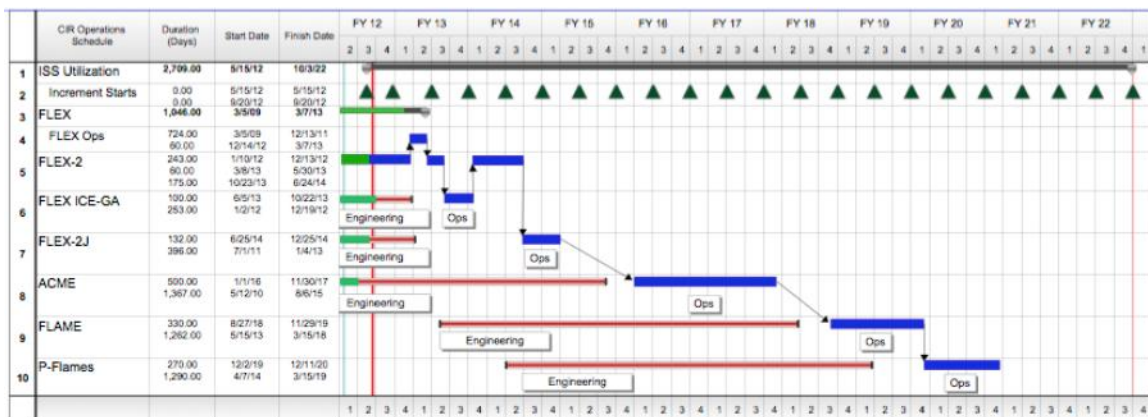 CIR Operations Schedule Duration (Days) Start Date Finish Date FY 12 FY 13 FY 14 FY 15 FY 16 FY 17 FY 18 FY 19 FY 20 FY 21 FY 22
2 3 4 1 2 3 4 1 2 3 4 1 2 3 4 1 2 3 4 1 2 3 4 1 2 3 4 1 2 3 4 1 2 3 4 1 2 3 4 1 2 3 4 1
1 ISS Utilization 2,709.00 5/15/12 10/3/22
2 Increment Starts 0.00 5/15/12 5/15/12
0.00 9/20/12 9/20/12
3 FLEX 1,046.00 3/5/09 3/7/13
4 FLEX Ops 724.00 3/5/09 12/13/11
60.00 12/14/12 3/7/13
5 FLEX-2 243.00 1/10/12 12/13/12
60.00 3/8/13 5/30/13
175.00 10/23/13 6/24/14
6 FLEX ICE-GA 100.00 6/5/13 10/22/13
253.00 1/2/12 12/19/12
Engineering Ops
7 FLEX-2J 132.00 6/25/14 12/25/14
396.00 7/1/11 1/4/13
Engineering Ops
8 ACME 500.00 1/1/16 11/30/17
1,367.00 5/12/10 8/6/15
Engineering Ops
9 FLAME 330.00 8/27/18 11/29/19
1,262.00 5/15/13 3/15/18
Engineering Ops
10 P-Flames 270.00 12/2/19 12/11/20
1,290.00 4/7/14 3/15/19
Engineering Ops
1 2 3 4 1 2 3 4 1 2 3 4 1 2 3 4 1 2 3 4 1 2 3 4 1 2 3 4 1 2 3 4 1 2 3 4 1 2 3 4 1 2 3 4